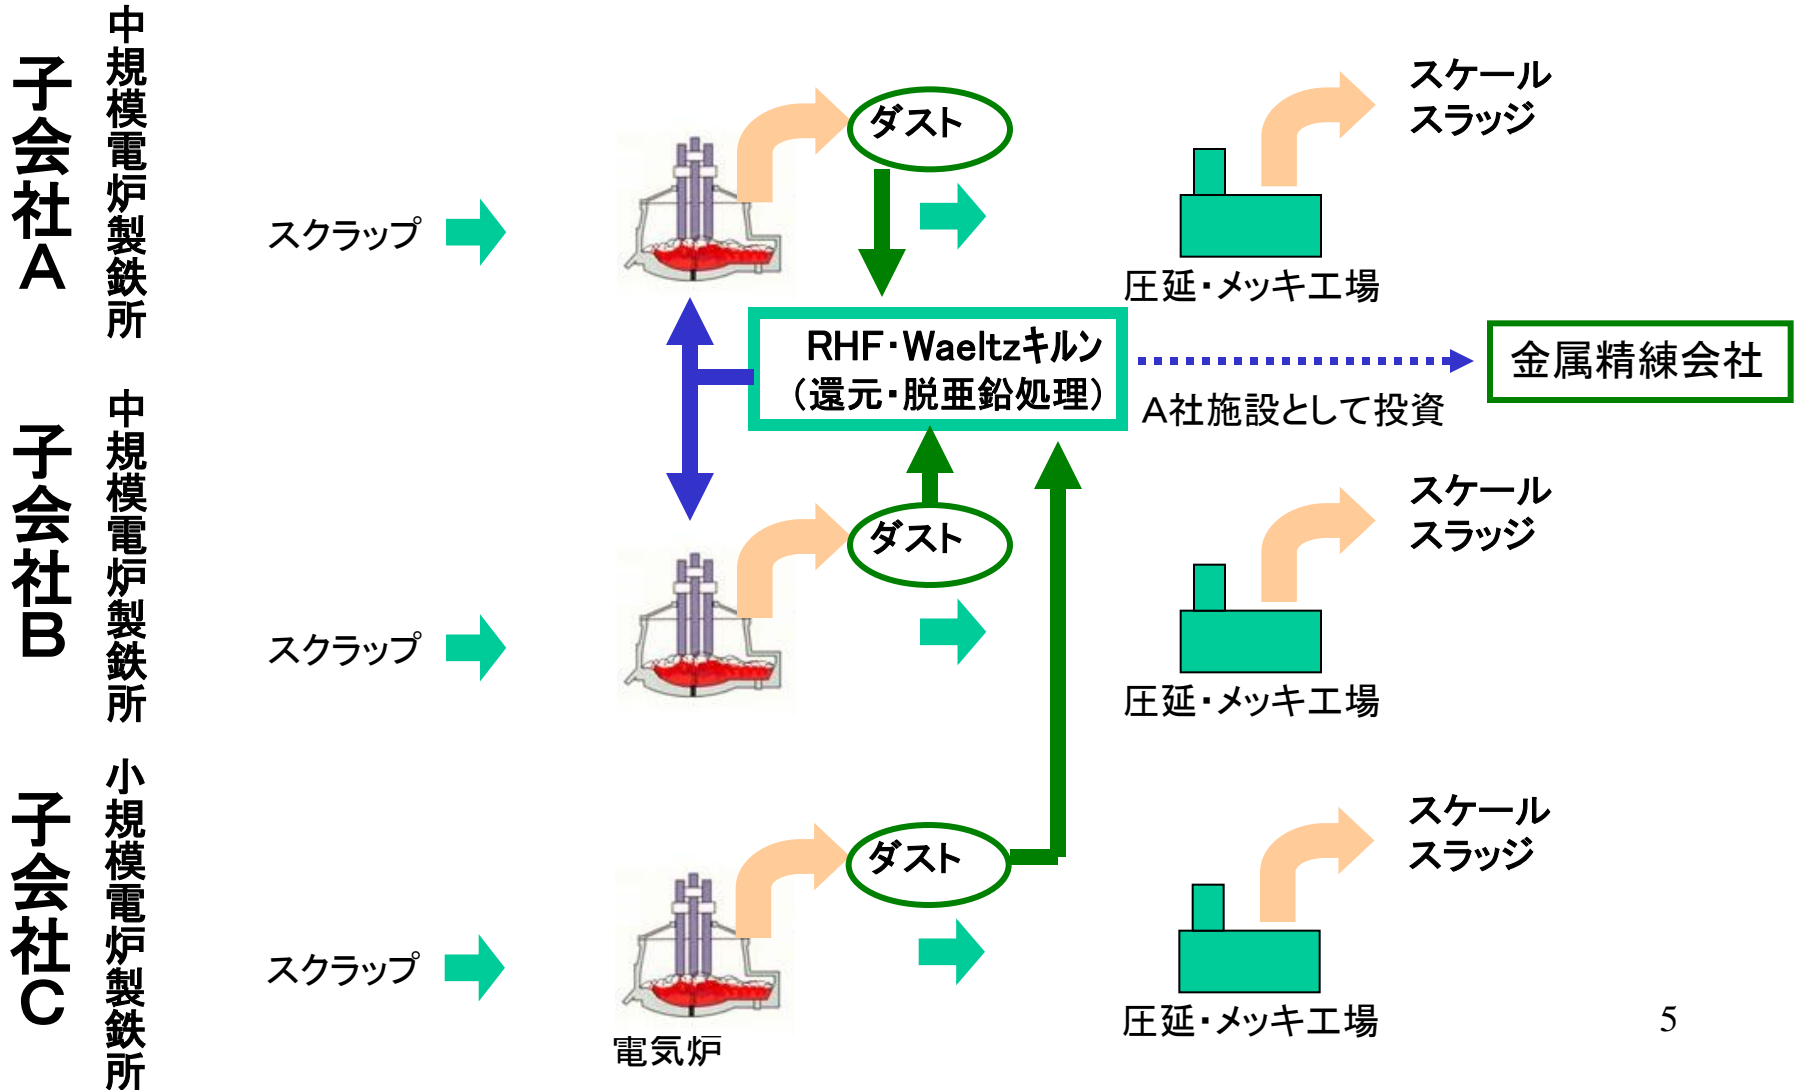 子会社A
中規模電炉製鉄所
スクラップ
ダスト
スケール
スラッジ
圧延・メッキ工場
RHF・Waeltzキルン
（還元・脱亜鉛処理）
A社施設として投資
金属精練会社
子会社B
中規模電炉製鉄所
スクラップ
ダスト
スケール
スラッジ
圧延・メッキ工場
子会社C
小規模電炉製鉄所
スクラップ
電気炉
ダスト
スケール
スラッジ
圧延・メッキ工場
5